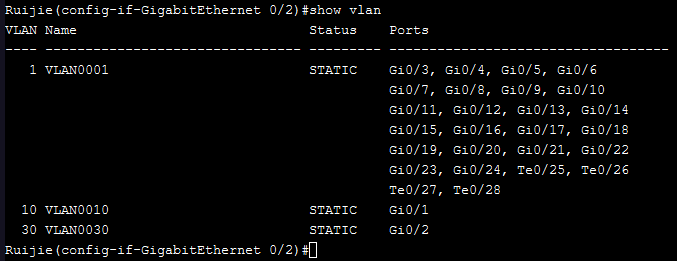 Ruijie(config-if-GigabitEthernet 0/2)#show vlan
VLAN Name                             Status    Ports
---- -------------------------------- --------- -----------------------------------
   1 VLAN0001                         STATIC    Gi0/3, Gi0/4, Gi0/5, Gi0/6
                                                Gi0/7, Gi0/8, Gi0/9, Gi0/10
                                                Gi0/11, Gi0/12, Gi0/13, Gi0/14
                                                Gi0/15, Gi0/16, Gi0/17, Gi0/18
                                                Gi0/19, Gi0/20, Gi0/21, Gi0/22
                                                Gi0/23, Gi0/24, Te0/25, Te0/26
                                                Te0/27, Te0/28
  10 VLAN0010                         STATIC    Gi0/1
  30 VLAN0030                         STATIC    Gi0/2
Ruijie(config-if-GigabitEthernet 0/2)#